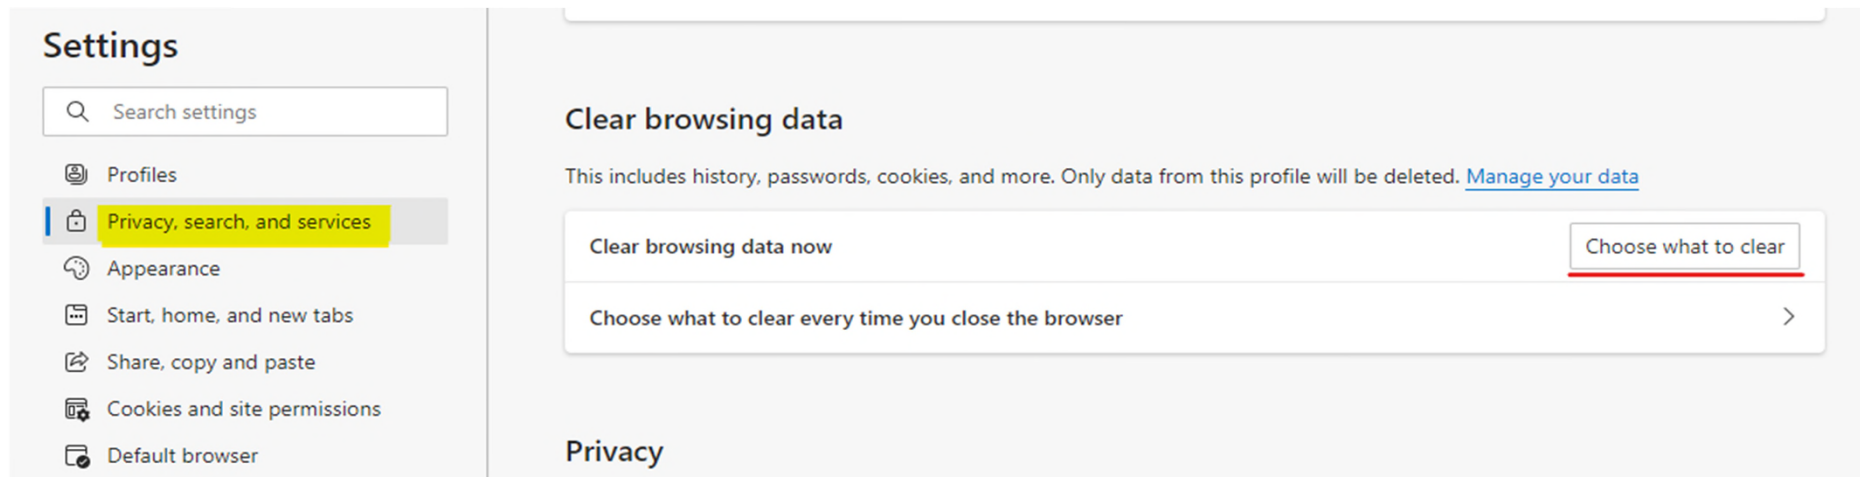 Settings
Search settings
Profiles
Privacy, search, and services
Appearance
Start, home, and new tabs
Share, copy and paste
Cookies and site permissions
Default browser
Clear browsing data
This includes history, passwords, cookies, and more. Only data from this profile will be deleted. Manage your data
Clear browsing data now
Choose what to clear
Choose what to clear every time you close the browser
Privacy